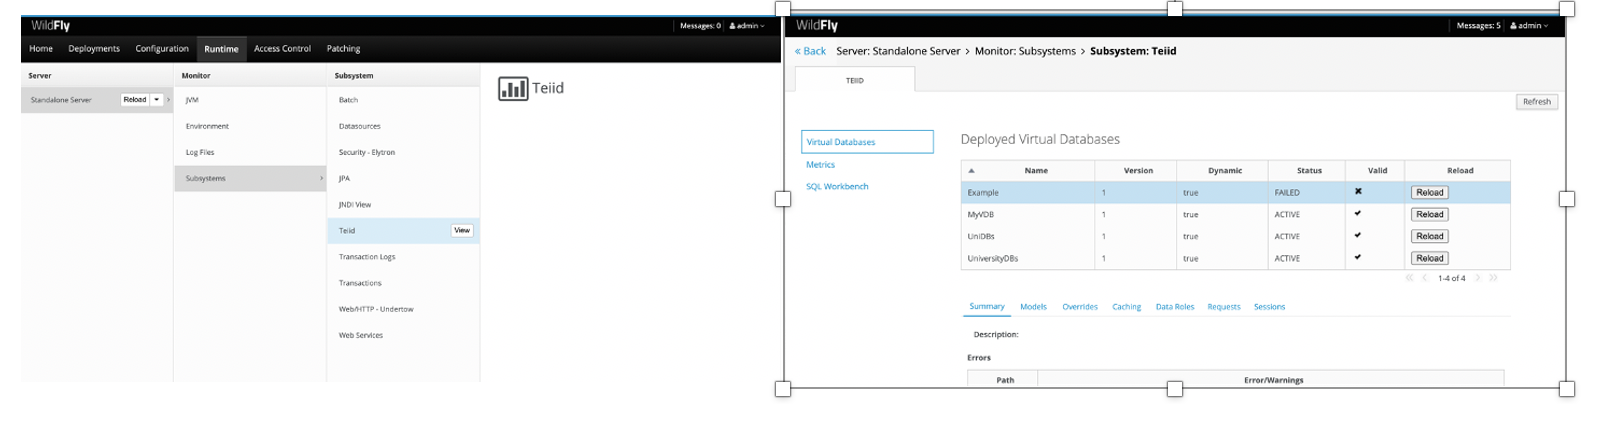 WildFly
Messages: 0 admin
Home Deployments Configuration Runtime Access Control Patching
Server Monitor Subsystem
Standalone Server Reload
JVM
Environment
Log Files
Subsystems
Batch
Datasources
Security - Elytron
JPA
JNDI View
Teiid View
Transaction Logs
Transactions
Web/HTTP - Undertow
Web Services
Teiid
WildFly
Messages: 5 admin
« Back Server: Standalone Server > Monitor: Subsystems > Subsystem: Teiid
TEIID
Refresh
Virtual Databases
Metrics
SQL Workbench
Deployed Virtual Databases
Name Version Dynamic Status Valid Reload
Example 1 true FAILED Reload
MyVDB 1 true ACTIVE Reload
UniDBs 1 true ACTIVE Reload
UniversityDBs 1 true ACTIVE Reload
1-4 of 4
Summary Models Overrides Caching Data Roles Requests Sessions
Description:
Errors
Path Error/Warnings